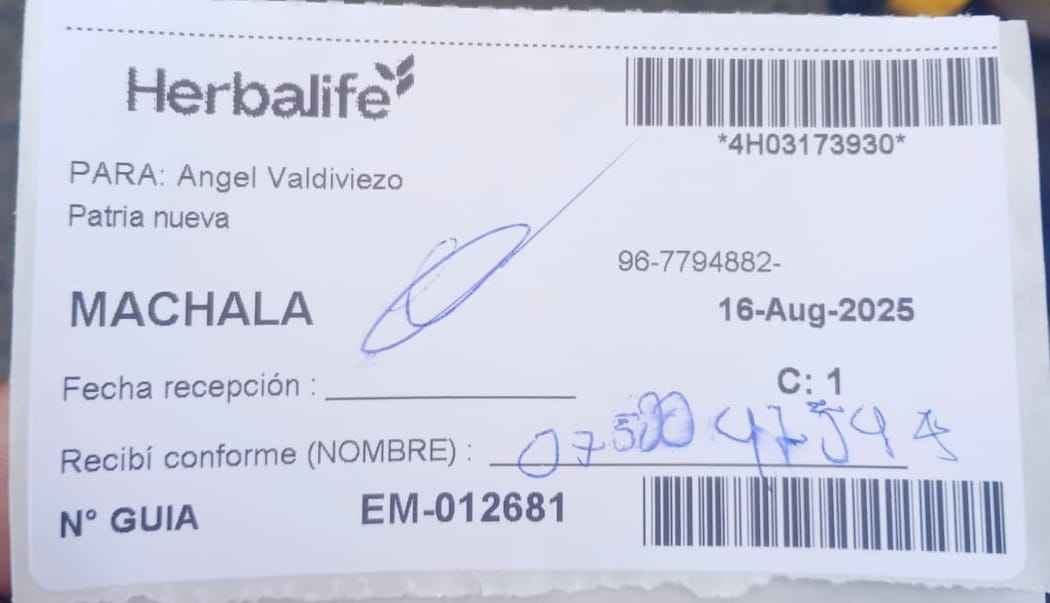 Herbalife
*4H03173930*
PARA: Angel Valdiviezo
Patria nueva
96-7794882-
MACHALA
16-Aug-2025
Fecha recepción :
C: 1
Recibí conforme (NOMBRE) :
N° GUIA EM-012681